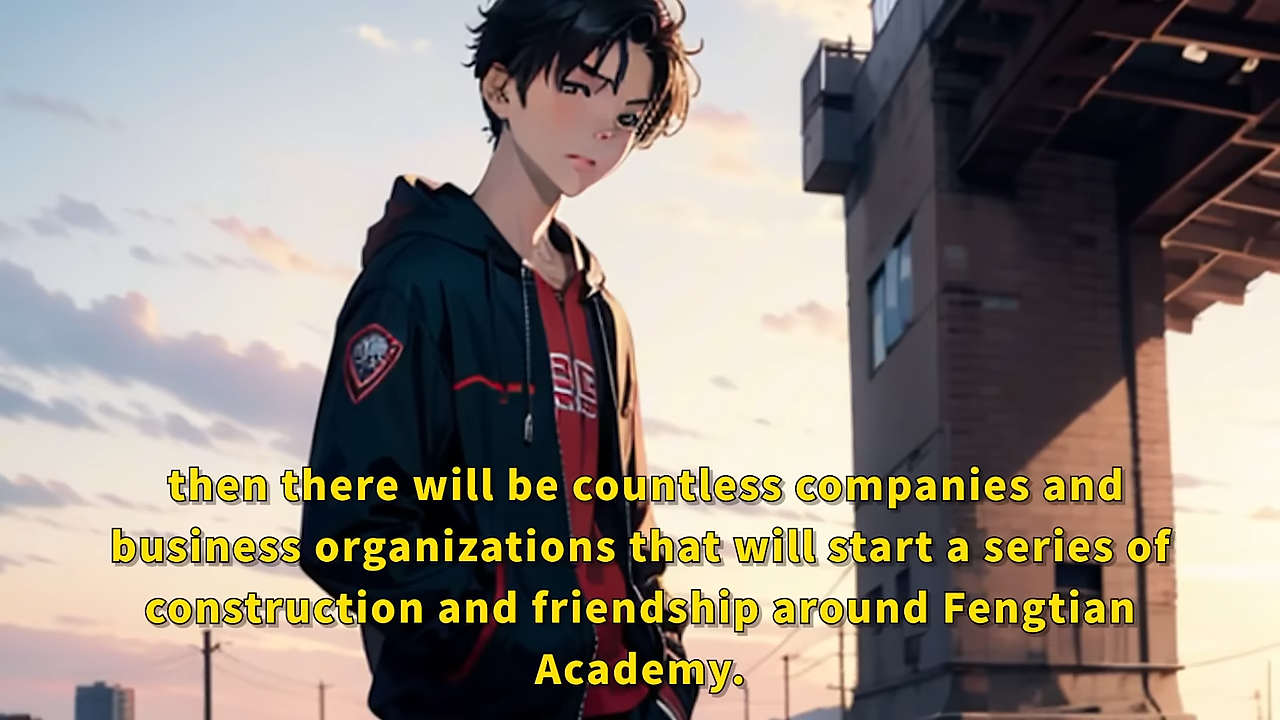 then there will be countless companies and
business organizations that will start a series of
construction and friendship around Fengtian
Academy.